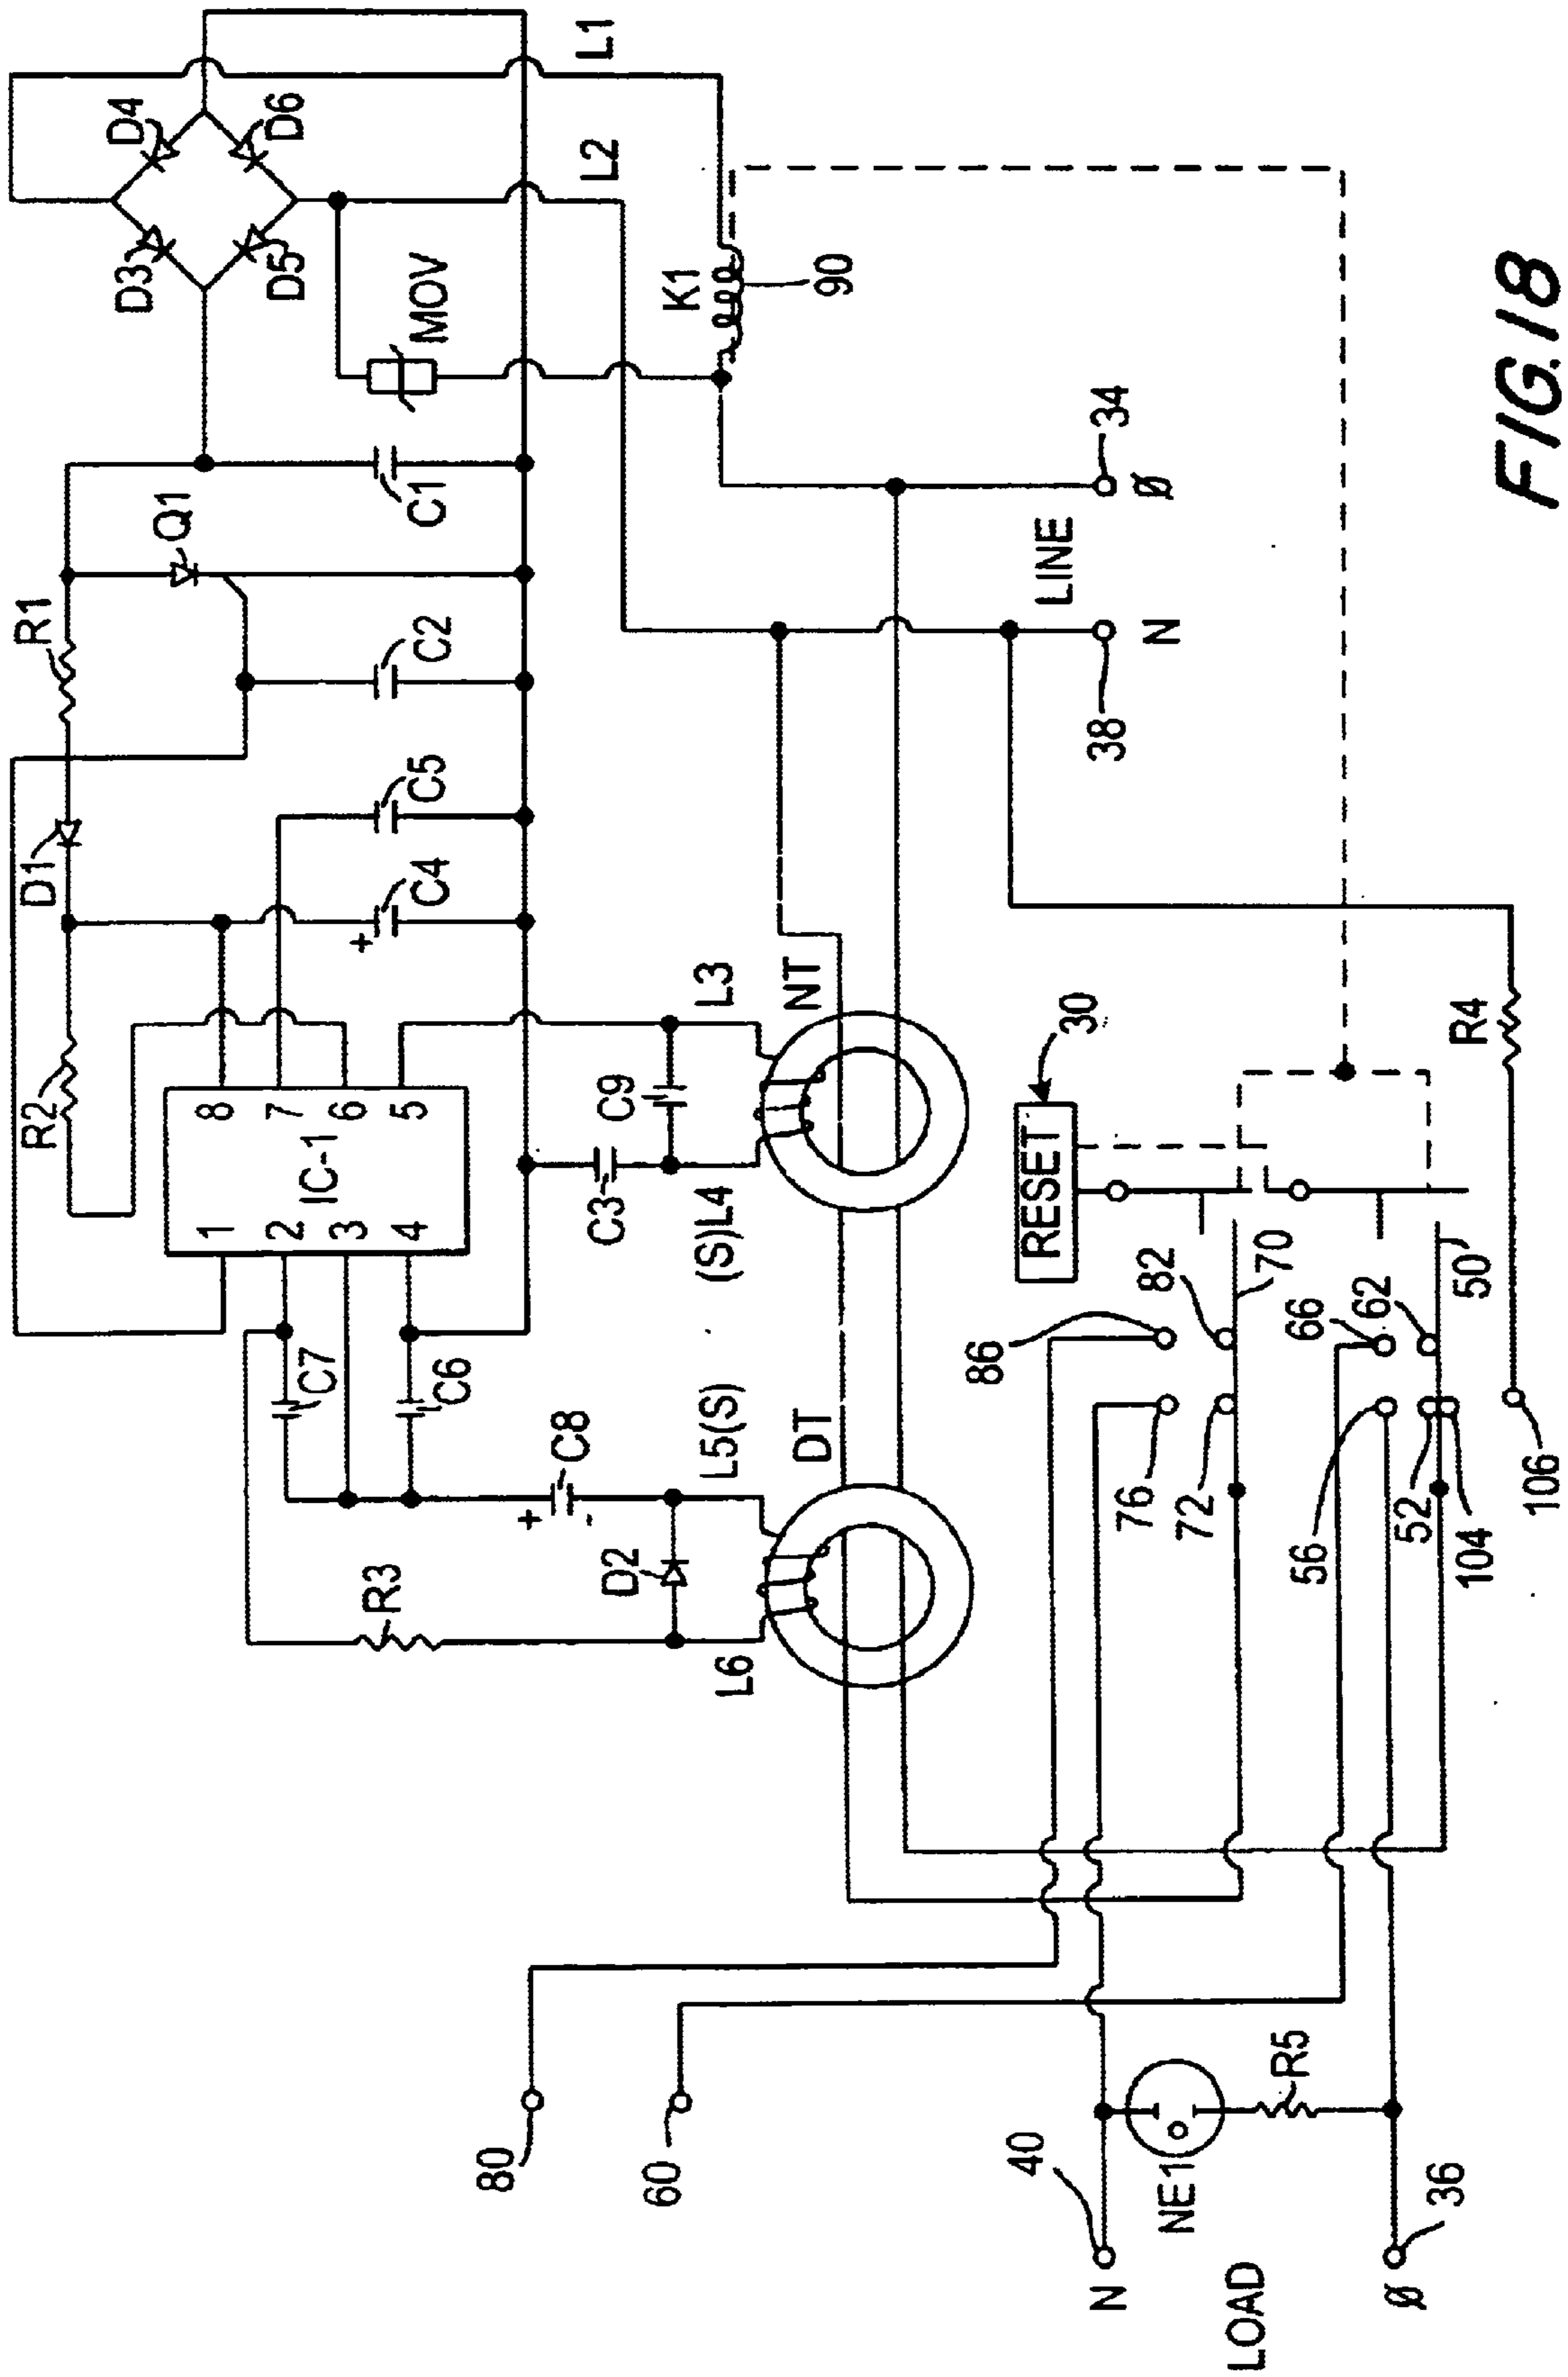 L1
L2
D4
D6
D3
D5
MOV
K1
90
C1
Q1
R1
C2
C5
D1
C4
+
R2
IC-1
8
7
6
5
1
2
3
4
34
Ø
LINE
N
38
L3
NT
C9
C3
(S)L4
C7
C6
C8
+
-
L5(S)
DT
D2
R3
L6
RESET
30
R4
82
70
86
76
72
66
62
50
56
52
104
106
80
60
40
N
NE1
R5
LOAD
Ø
36
FIG.18